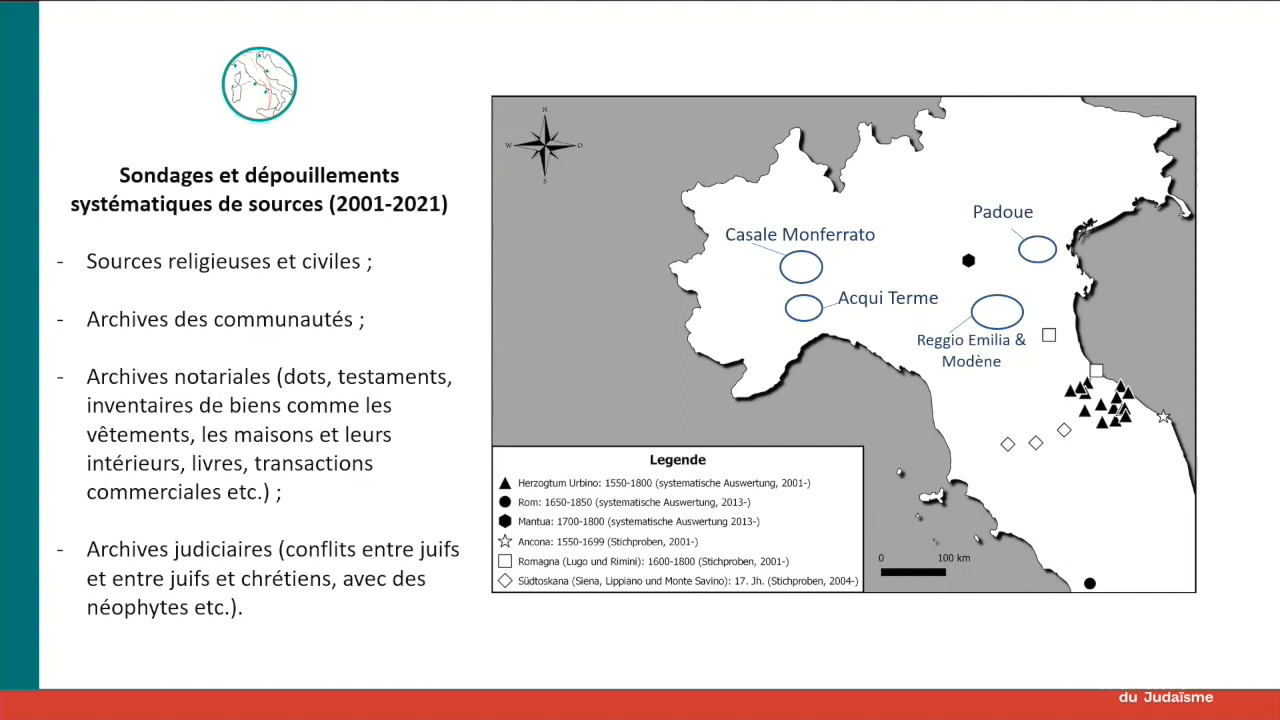 Sondages et dépouillements
systématiques de sources (2001-2021)
- Sources religieuses et civiles ;
- Archives des communautés ;
- Archives notariales (dots, testaments,
inventaires de biens comme les
vêtements, les maisons et leurs
intérieurs, livres, transactions
commerciales etc.) ;
- Archives judiciaires (conflits entre juifs
et entre juifs et chrétiens, avec des
néophytes etc.).
N
W
O
S
Padoue
Casale Monferrato
Acqui Terme
Reggio Emilia &
Modène
Legende
Herzogtum Urbino: 1550-1800 (systematische Auswertung, 2001-)
Rom: 1650-1850 (systematische Auswertung, 2013-)
Mantua: 1700-1800 (systematische Auswertung 2013-)
Ancona: 1550-1699 (Stichproben, 2001-)
Romagna (Lugo und Rimini): 1600-1800 (Stichproben, 2001-)
Südtoskana (Siena, Lippiano und Monte Savino): 17. Jh. (Stichproben, 2004-)
0 100 km
du Judaïsme